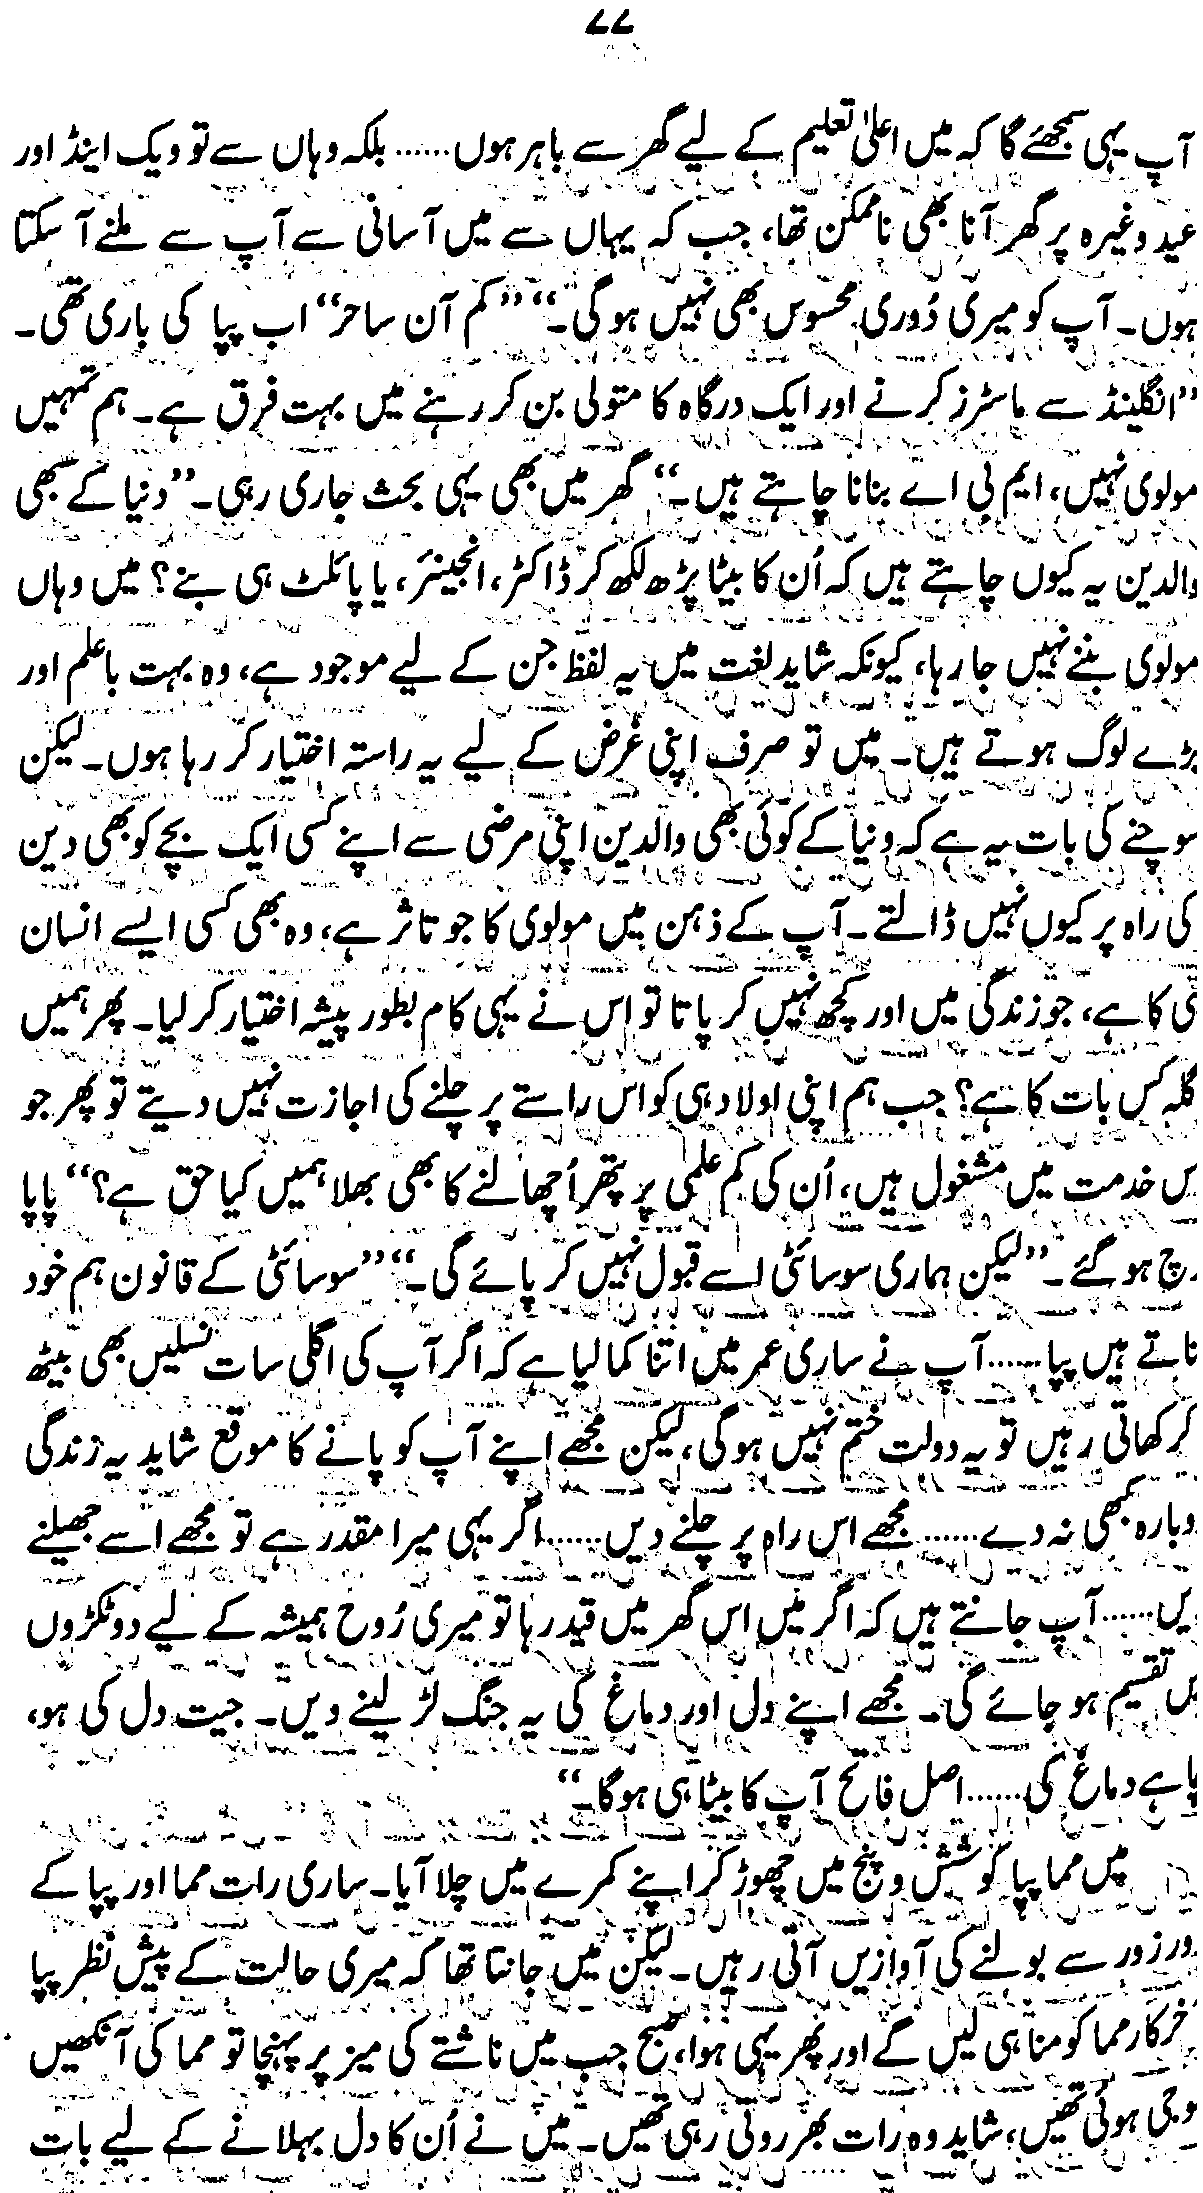 ۷۷
آپ یہی سمجھئے گا کہ میں اعلیٰ تعلیم کے لیے گھر سے باہر ہوں...... بلکہ وہاں سے تو ویک اینڈ اور
عید وغیرہ پر گھر آنا بھی ناممکن تھا، جب کہ یہاں سے میں آسانی سے آپ سے ملنے آ سکتا
ہوں۔ آپ کو میری دُوری محسوس بھی نہیں ہوگی۔“ ”کم آن ساحر“ اب پپا کی باری تھی۔
”انگلینڈ سے ماسٹرز کرنے اور ایک درگاہ کا متولی بن کر رہنے میں بہت فرق ہے۔ ہم تمہیں
مولوی نہیں، ایم بی اے بنانا چاہتے ہیں۔“ گھر میں بھی یہی بحث جاری رہی۔ ”دنیا کے سبھی
والدین یہ کیوں چاہتے ہیں کہ اُن کا بیٹا پڑھ لکھ کر ڈاکٹر، انجینئر، یا پائلٹ ہی بنے؟ میں وہاں
مولوی بننے نہیں جا رہا، کیونکہ شاید لغت میں یہ لفظ جن کے لیے موجود ہے، وہ بہت باعلم اور
بڑے لوگ ہوتے ہیں۔ میں تو صرف اپنی غرض کے لیے یہ راستہ اختیار کر رہا ہوں۔ لیکن
سوچنے کی بات یہ ہے کہ دنیا کے کوئی بھی والدین اپنی مرضی سے اپنے کسی ایک بچے کو بھی دین
کی راہ پر کیوں نہیں ڈالتے۔ آپ کے ذہن میں مولوی کا جو تاثر ہے، وہ بھی کسی ایسے انسان
ہی کا ہے، جو زندگی میں اور کچھ نہیں کر پاتا تو اس نے یہی کام بطور پیشہ اختیار کر لیا۔ پھر ہمیں
گلہ کس بات کا ہے؟ جب ہم اپنی اولاد ہی کو اس راستے پر چلنے کی اجازت نہیں دیتے تو پھر جو
اس خدمت میں مشغول ہیں، اُن کی کم علمی پر پتھر اُچھالنے کا بھی بھلا ہمیں کیا حق ہے؟“ پاپا
زچ ہو گئے۔ ”لیکن ہماری سوسائٹی اسے قبول نہیں کر پائے گی۔“ ”سوسائٹی کے قانون ہم خود
بناتے ہیں پپا...... آپ نے ساری عمر میں اتنا کما لیا ہے کہ اگر آپ کی اگلی سات نسلیں بھی بیٹھ
کر کھاتی رہیں تو یہ دولت ختم نہیں ہوگی، لیکن مجھے اپنے آپ کو پانے کا موقع شاید یہ زندگی
دوبارہ کبھی نہ دے...... مجھے اس راہ پر چلنے دیں...... اگر یہی میرا مقدر ہے تو مجھے اسے جھیلنے
دیں...... آپ جانتے ہیں کہ اگر میں اس گھر میں قید رہا تو میری رُوح ہمیشہ کے لیے دو ٹکڑوں
میں تقسیم ہو جائے گی۔ مجھے اپنے دل اور دماغ کی یہ جنگ لڑ لینے دیں۔ جیت دل کی ہو،
چاہے دماغ کی...... اصل فاتح آپ کا بیٹا ہی ہوگا۔“
میں مما پپا کو شش و پنج میں چھوڑ کر اپنے کمرے میں چلا آیا۔ ساری رات مما اور پپا کے
زور زور سے بولنے کی آوازیں آتی رہیں۔ لیکن میں جانتا تھا کہ میری حالت کے پیش نظر پپا
آخر کار مما کو منا ہی لیں گے اور پھر یہی ہوا، صبح جب میں ناشتے کی میز پر پہنچا تو مما کی آنکھیں
سوجی ہوئی تھیں، شاید وہ رات بھر روتی رہی تھیں۔ میں نے اُن کا دل بہلانے کے لیے بات